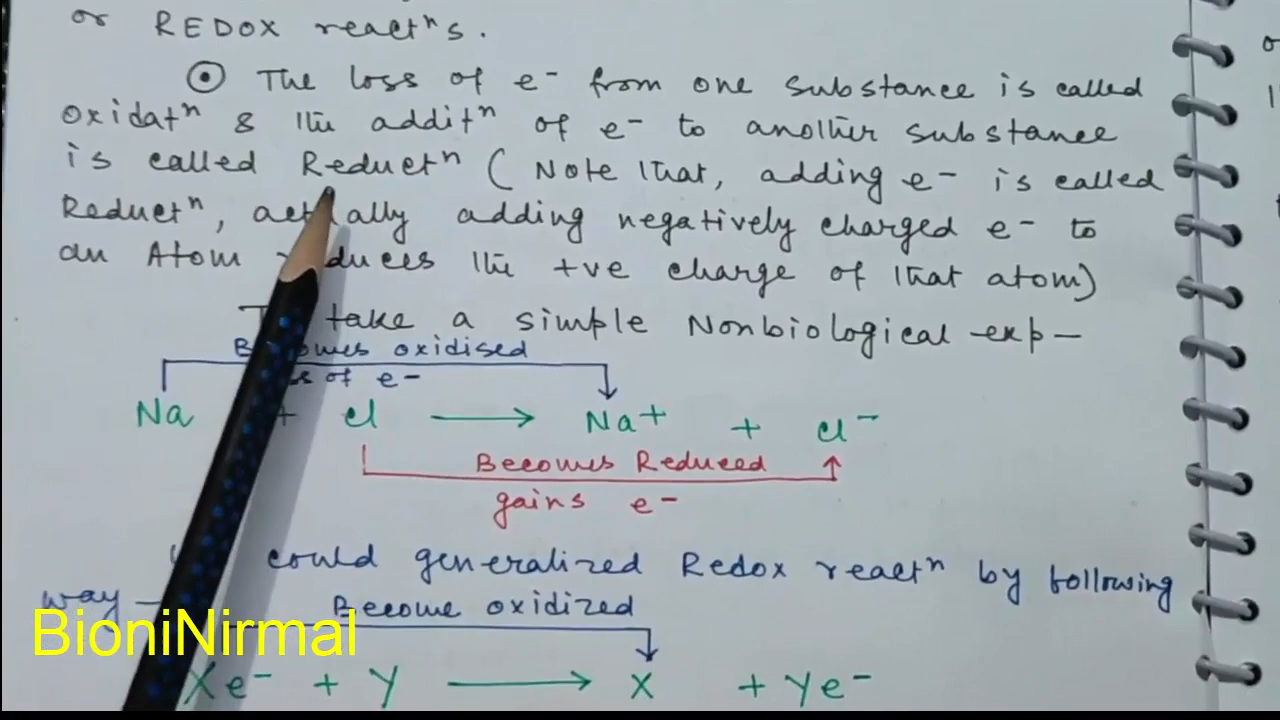 or REDOX reactⁿs.
⊙ The loss of e⁻ from one substance is called
oxidatⁿ & the additⁿ of e⁻ to another substance
is called Reductⁿ ( Note that, adding e⁻ is called
Reductⁿ, actually adding negatively charged e⁻ to
an Atom the +ve charge of that atom)
take a simple Nonbiological exp –
Becomes oxidised
of e⁻
Na + Cl ⟶ Na⁺ + Cl⁻
Becomes Reduced
gains e⁻
could generalized Redox reactⁿ by following
way –
Become oxidized
BioniNirmal
Xe⁻ + Y ⟶ X + Ye⁻